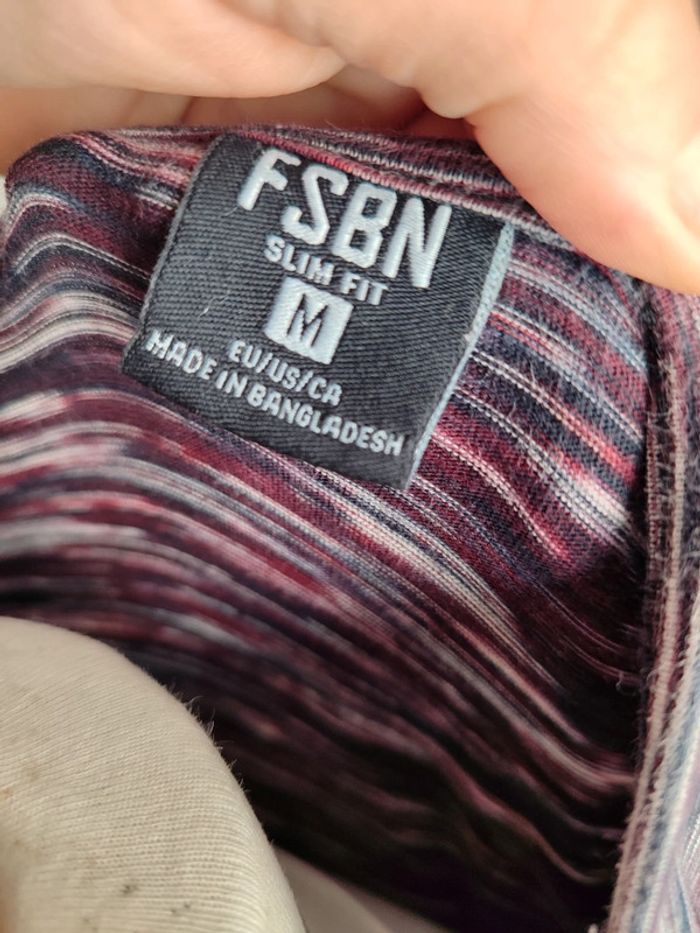 FSBN
SLIM FIT
M
EU/US/CA
MADE IN BANGLADESH